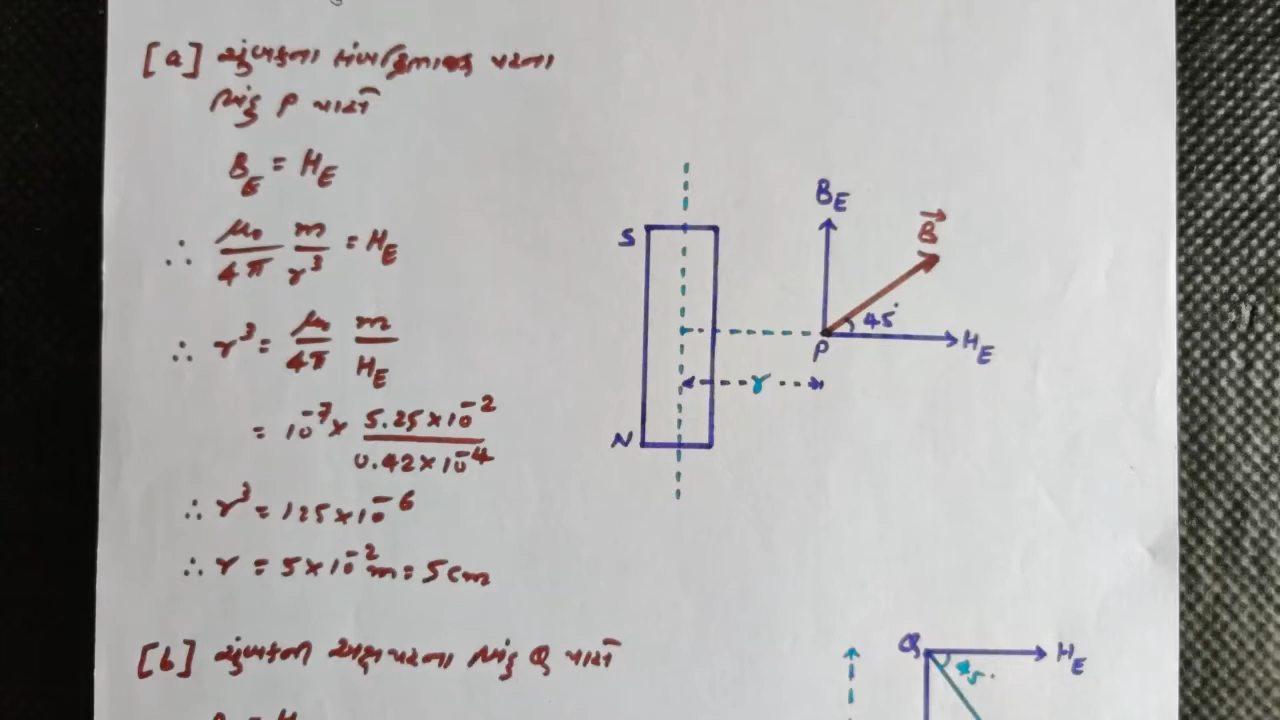 [a] ચુંબકના લંબદ્વિભાજક પરના
બિંદુ P પાસે
B_E = H_E
∴ μ₀/4π m/r³ = H_E
∴ r³ = μ₀/4π m/H_E
= 10⁻⁷ × 5.25×10⁻²/0.42×10⁻⁴
∴ r³ = 125×10⁻⁶
∴ r = 5×10⁻² m = 5cm
S
N
r
B_E
B⃗
45°
P
H_E
[b] ચુંબકની અક્ષ પરના બિંદુ Q પાસે
Q
H_E
45°